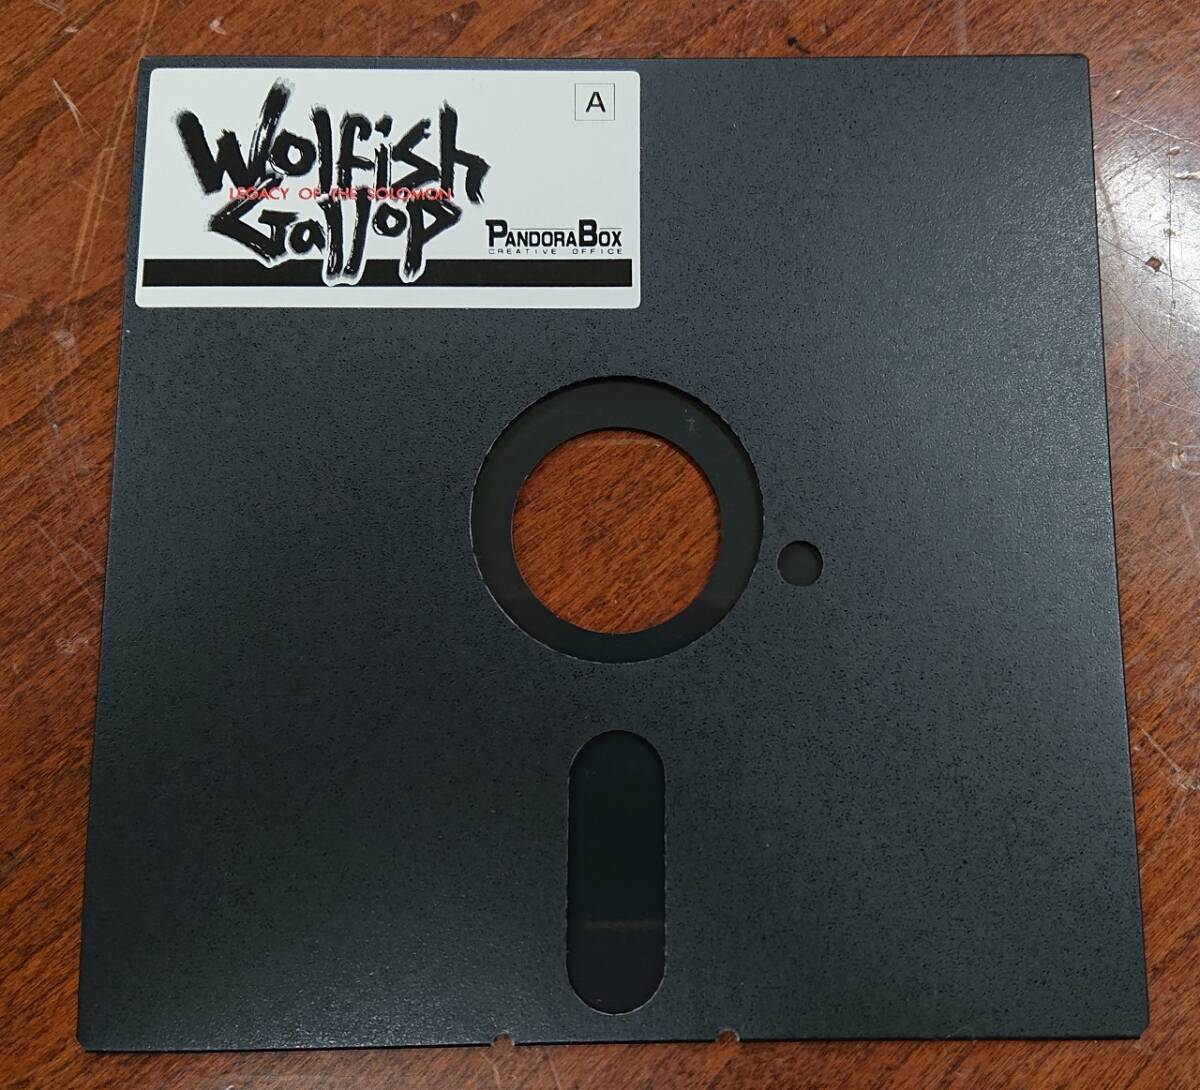 A
Wolfish
LEGACY OF THE SOLOMON
Gallop
PANDORABOX
CREATIVE OFFICE